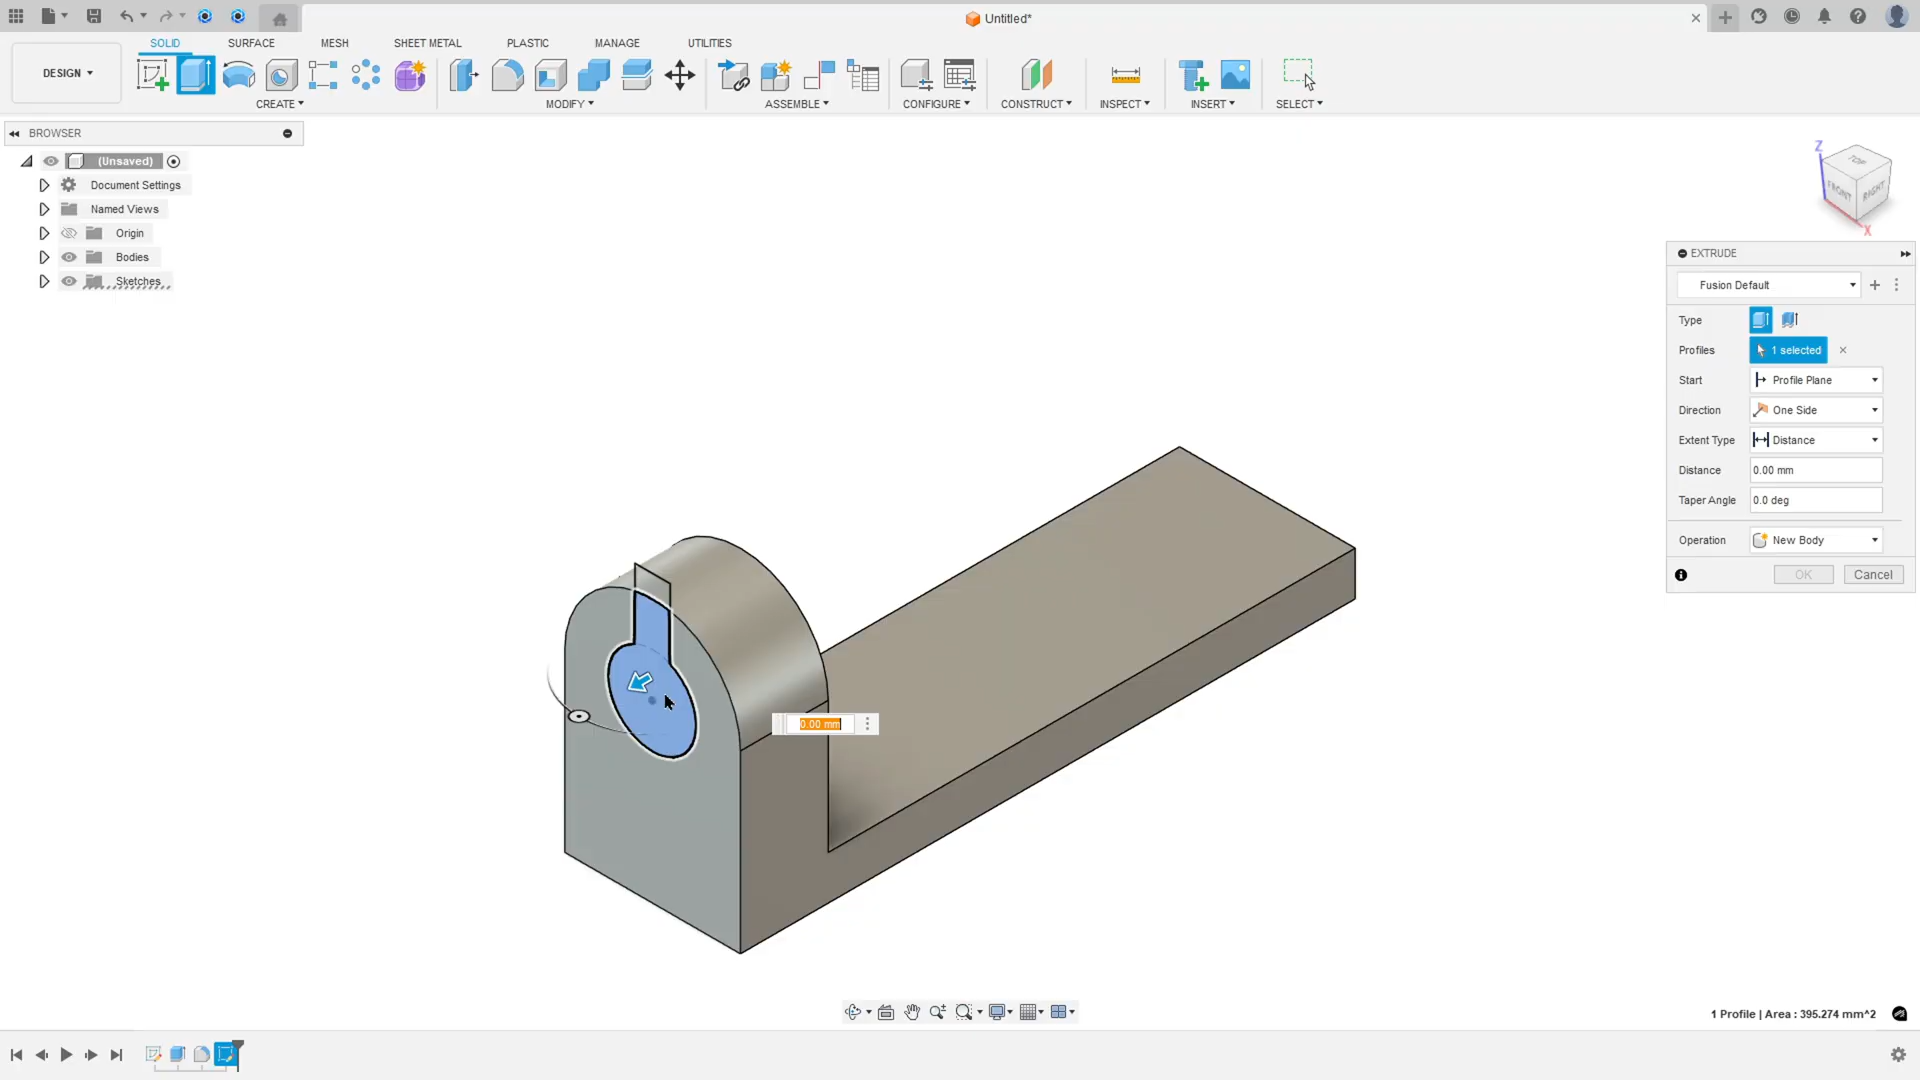 Untitled*
DESIGN
SOLID
SURFACE
MESH
SHEET METAL
PLASTIC
MANAGE
UTILITIES
CREATE
MODIFY
ASSEMBLE
CONFIGURE
CONSTRUCT
INSPECT
INSERT
SELECT
BROWSER
(Unsaved)
Document Settings
Named Views
Origin
Bodies
Sketches
Z
TOP
FRONT
RIGHT
X
EXTRUDE
Fusion Default
Type
Profiles
1 selected
Start
Profile Plane
Direction
One Side
Extent Type
Distance
Distance
0.00 mm
Taper Angle
0.0 deg
Operation
New Body
OK
Cancel
0.00 mm
1 Profile | Area : 395.274 mm^2